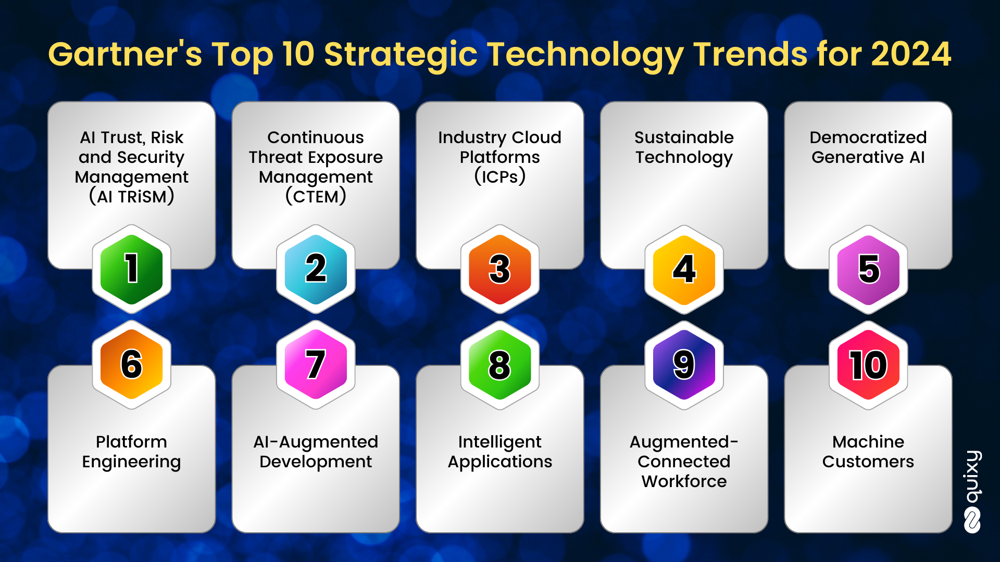 Gartner's Top 10 Strategic Technology Trends for 2024
AI Trust, Risk
and Security
Management
(AI TRiSM)
1
Continuous
Threat Exposure
Management
(CTEM)
2
Industry Cloud
Platforms
(ICPs)
3
Sustainable
Technology
4
Democratized
Generative AI
5
6
Platform
Engineering
7
AI-Augmented
Development
8
Intelligent
Applications
9
Augmented-
Connected
Workforce
10
Machine
Customers
quixy